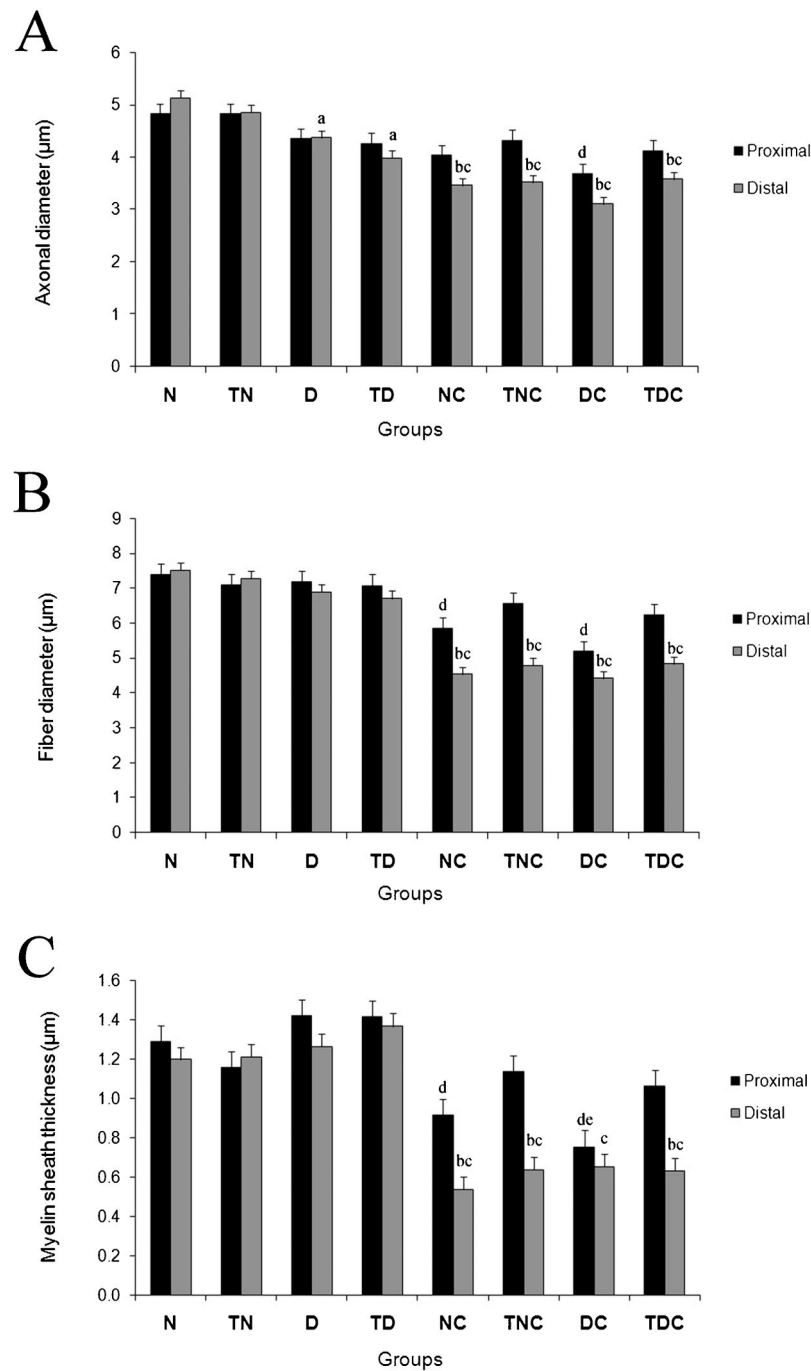 A
Axonal diameter (µm)
6
5
4
3
2
1
0
a
a
bc
bc
d
bc
bc
Proximal
Distal
N TN D TD NC TNC DC TDC
Groups
B
Fiber diameter (µm)
9
8
7
6
5
4
3
2
1
0
d
bc
bc
d
bc
bc
Proximal
Distal
N TN D TD NC TNC DC TDC
Groups
C
Myelin sheath thickness (µm)
1.6
1.4
1.2
1.0
0.8
0.6
0.4
0.2
0.0
d
bc
bc
de
c
bc
Proximal
Distal
N TN D TD NC TNC DC TDC
Groups